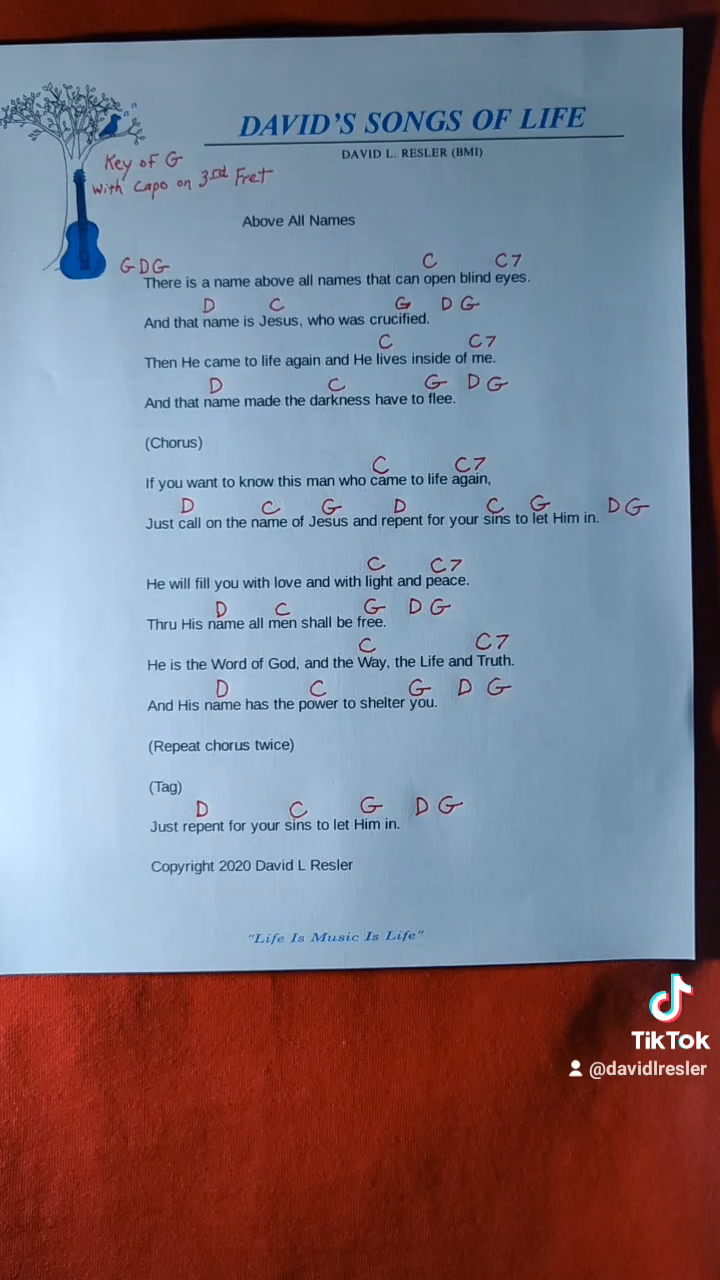 DAVID'S SONGS OF LIFE
DAVID L. RESLER (BMI)
Key of G
with Capo on 3rd Fret
Above All Names
G D G C C7
There is a name above all names that can open blind eyes.
D C G D G
And that name is Jesus, who was crucified.
C C7
Then He came to life again and He lives inside of me.
D C G D G
And that name made the darkness have to flee.
(Chorus)
C C7
If you want to know this man who came to life again,
D C G D C G D G
Just call on the name of Jesus and repent for your sins to let Him in.
C C7
He will fill you with love and with light and peace.
D C G D G
Thru His name all men shall be free.
C C7
He is the Word of God, and the Way, the Life and Truth.
D C G D G
And His name has the power to shelter you.
(Repeat chorus twice)
(Tag)
D C G D G
Just repent for your sins to let Him in.
Copyright 2020 David L Resler
"Life Is Music Is Life"
TikTok
@davidlresler